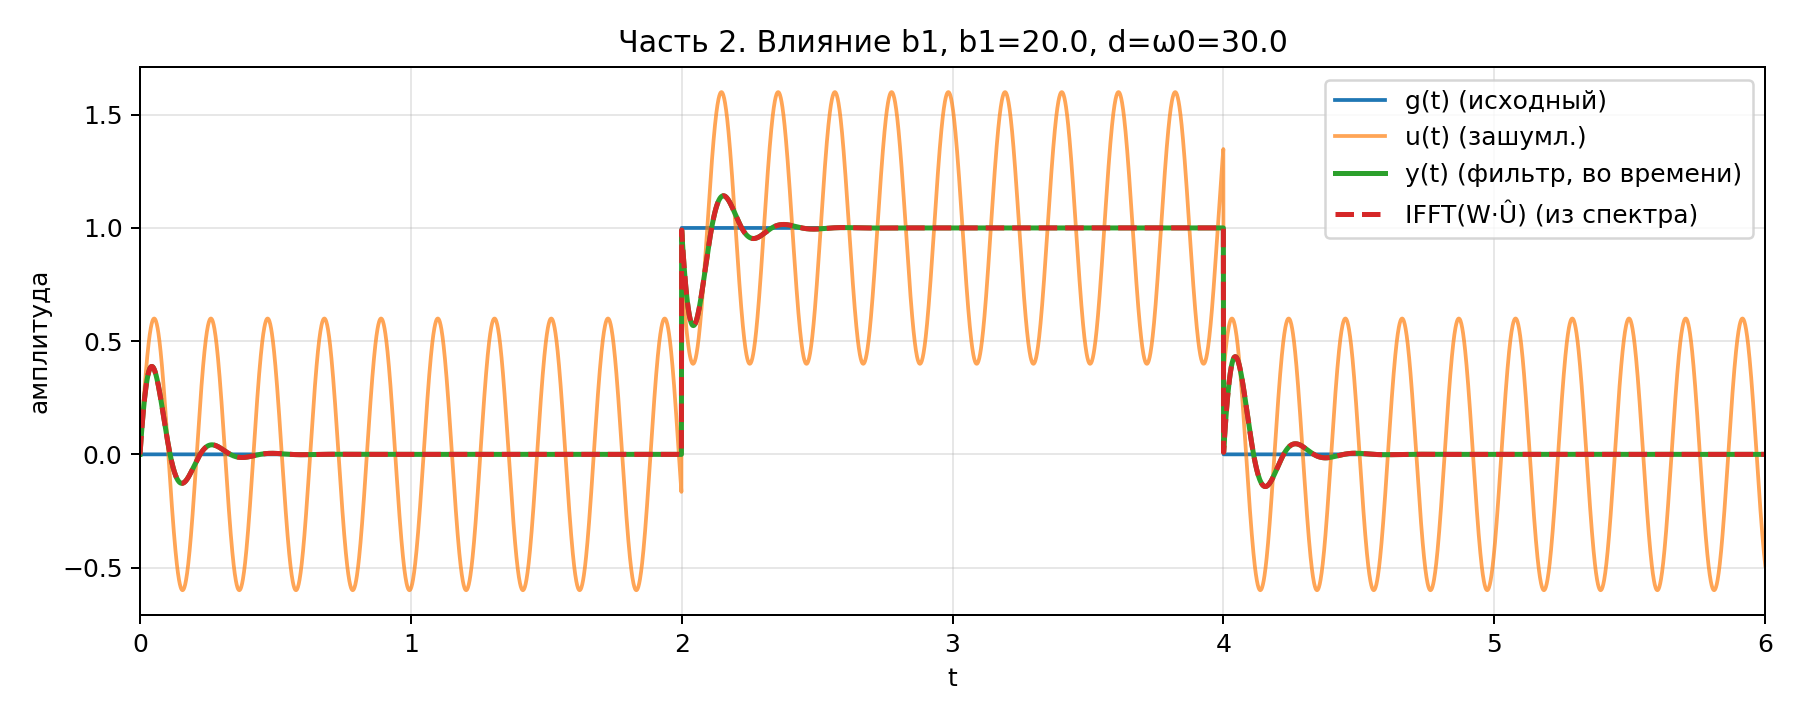 Часть 2. Влияние b1, b1=20.0, d=ω0=30.0
g(t) (исходный)
u(t) (зашумл.)
y(t) (фильтр, во времени)
IFFT(W·Û) (из спектра)
амплитуда
1.5
1.0
0.5
0.0
−0.5
0 1 2 3 4 5 6
t